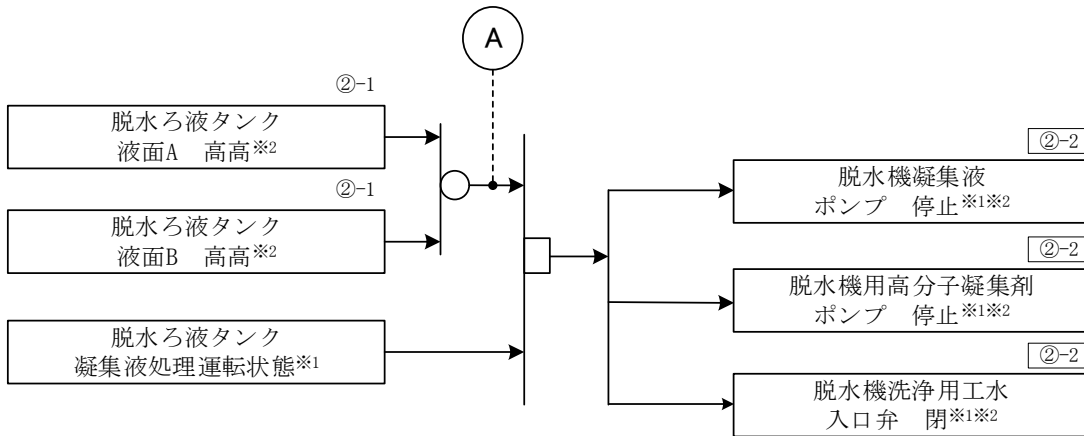 A
②-1
脱水ろ液タンク
液面A　高高※2
②-1
脱水ろ液タンク
液面B　高高※2
脱水ろ液タンク
凝集液処理運転状態※1
②-2
脱水機凝集液
ポンプ　停止※1※2
②-2
脱水機用高分子凝集剤
ポンプ　停止※1※2
②-2
脱水機洗浄用工水
入口弁　閉※1※2